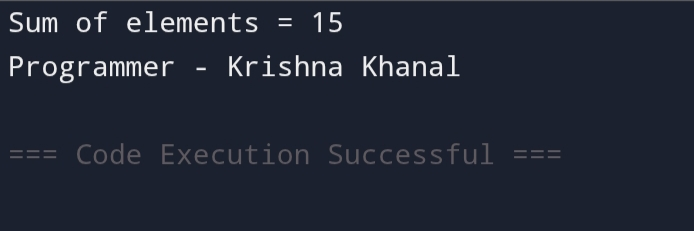 Sum of elements = 15
Programmer - Krishna Khanal
=== Code Execution Successful ===